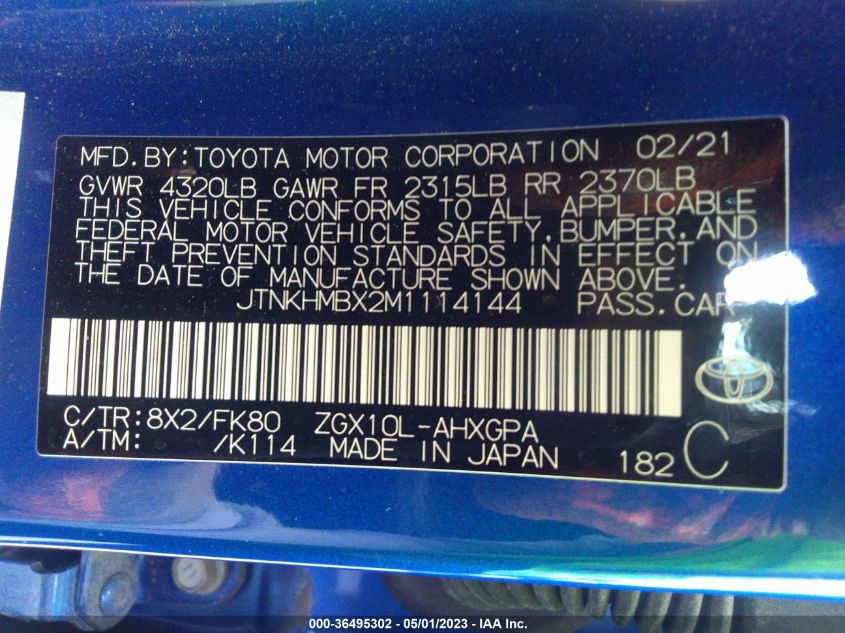 MFD.BY:TOYOTA MOTOR CORPORATION 02/21
GVWR 4320LB GAWR FR 2315LB RR 2370LB
THIS VEHICLE CONFORMS TO ALL APPLICABLE
FEDERAL MOTOR VEHICLE SAFETY,BUMPER,AND
THEFT PREVENTION STANDARDS IN EFFECT ON
THE DATE OF MANUFACTURE SHOWN ABOVE.
JTNKHMBX2M1114144 PASS.CAR
C/TR:8X2/FK80 ZGX10L-AHXGPA
A/TM: /K114 MADE IN JAPAN 182 C
000-36495302 - 05/01/2023 - IAA Inc.